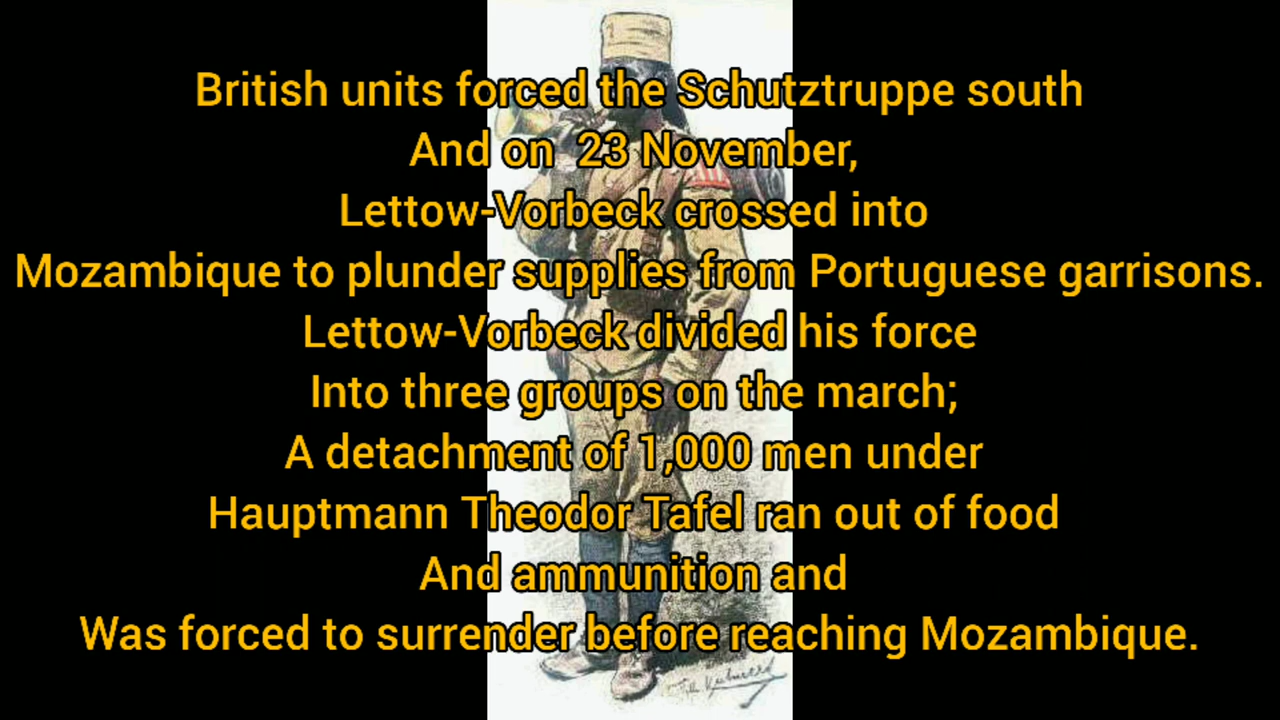 British units forced the Schutztruppe south
And on 23 November,
Lettow-Vorbeck crossed into
Mozambique to plunder supplies from Portuguese garrisons.
Lettow-Vorbeck divided his force
Into three groups on the march;
A detachment of 1,000 men under
Hauptmann Theodor Tafel ran out of food
And ammunition and
Was forced to surrender before reaching Mozambique.